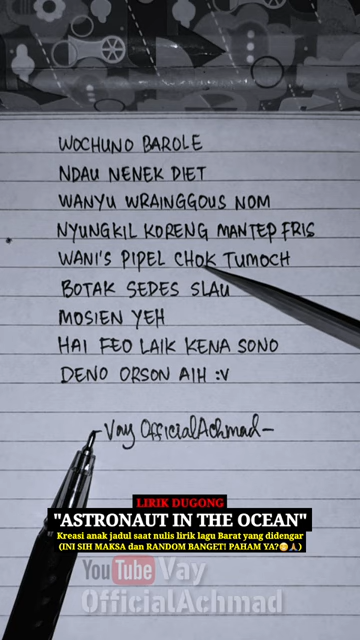 WOCHUNO BAROLE
NDAU NENEK DIET
WANYU WRAINGGOUS NOM
NYUNGKIL KORENG MANTEP FRIS
WANI'S PIPEL CHOK TUMOCH
BOTAK SEDES SLAU
MOSIEN YEH
HAI FEO LAIK KENA SONO
DENO ORSON AIH :V
-Vay OfficialAchmad-
LIRIK DUGONG
"ASTRONAUT IN THE OCEAN"
Kreasi anak jadul saat nulis lirik lagu Barat yang didengar
(INI SIH MAKSA dan RANDOM BANGET! PAHAM YA?😋🙏)
YouTube Vay
OfficialAchmad